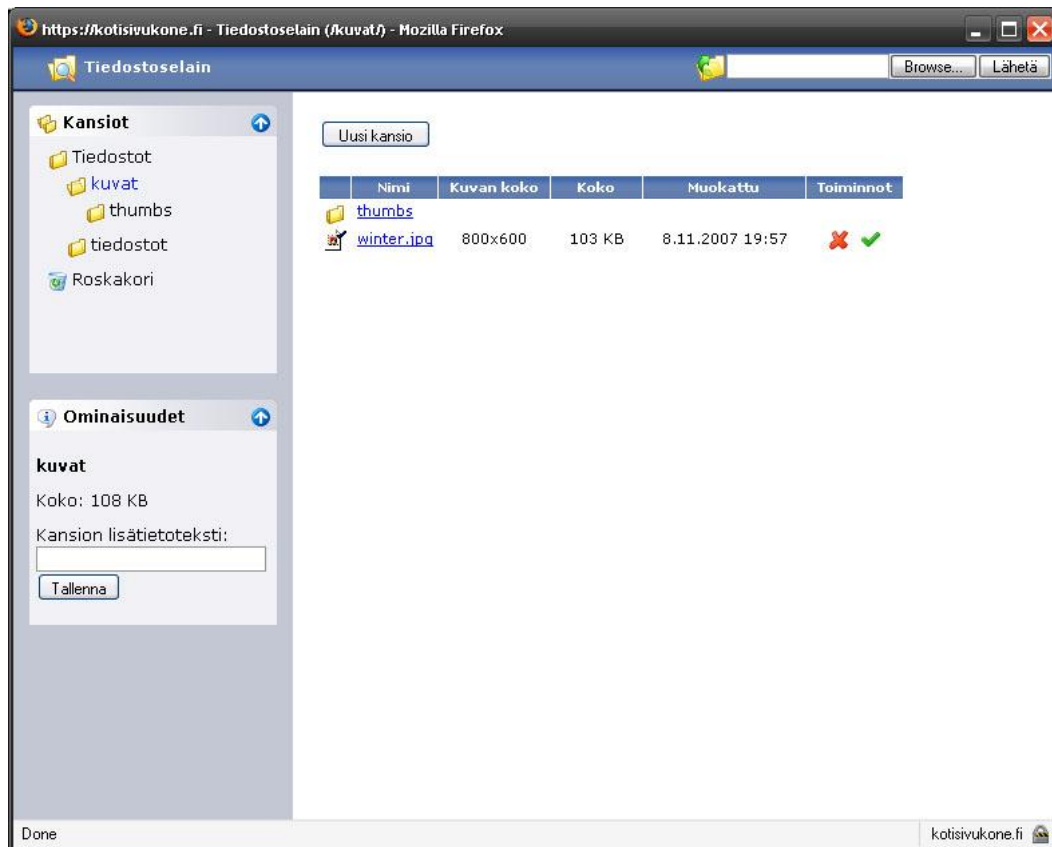 https://kotisivukone.fi - Tiedostoselain (/kuvat/) - Mozilla Firefox
Tiedostoselain
Browse... Lähetä
Kansiot
Tiedostot
kuvat
thumbs
tiedostot
Roskakori
Ominaisuudet
kuvat
Koko: 108 KB
Kansion lisätietoteksti:
Tallenna
Uusi kansio
Nimi Kuvan koko Koko Muokattu Toiminnot
thumbs
winter.jpg 800x600 103 KB 8.11.2007 19:57
Done kotisivukone.fi